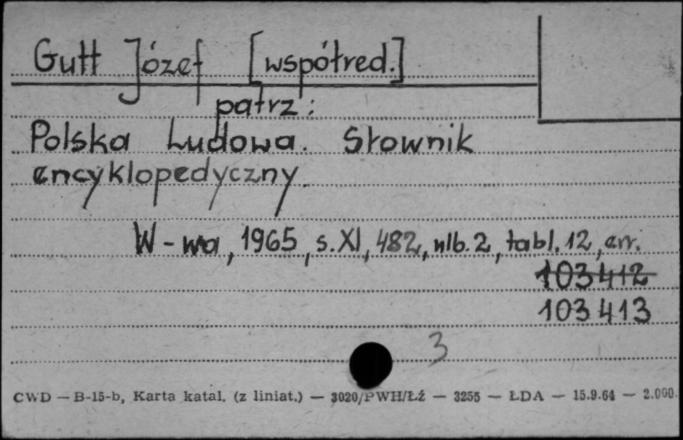 Gutt Józef [współred.]
patrz:
Polska Ludowa. Słownik
encyklopedyczny.
W-wa, 1965, s. XI, 482, nlb. 2, tabl. 12, err.
103412
103413
3
CWD — B-15-b, Karta katal. (z liniat.) — 3020/PWH/Łź — 3255 — ŁDA — 15.9.64 — 2.000.